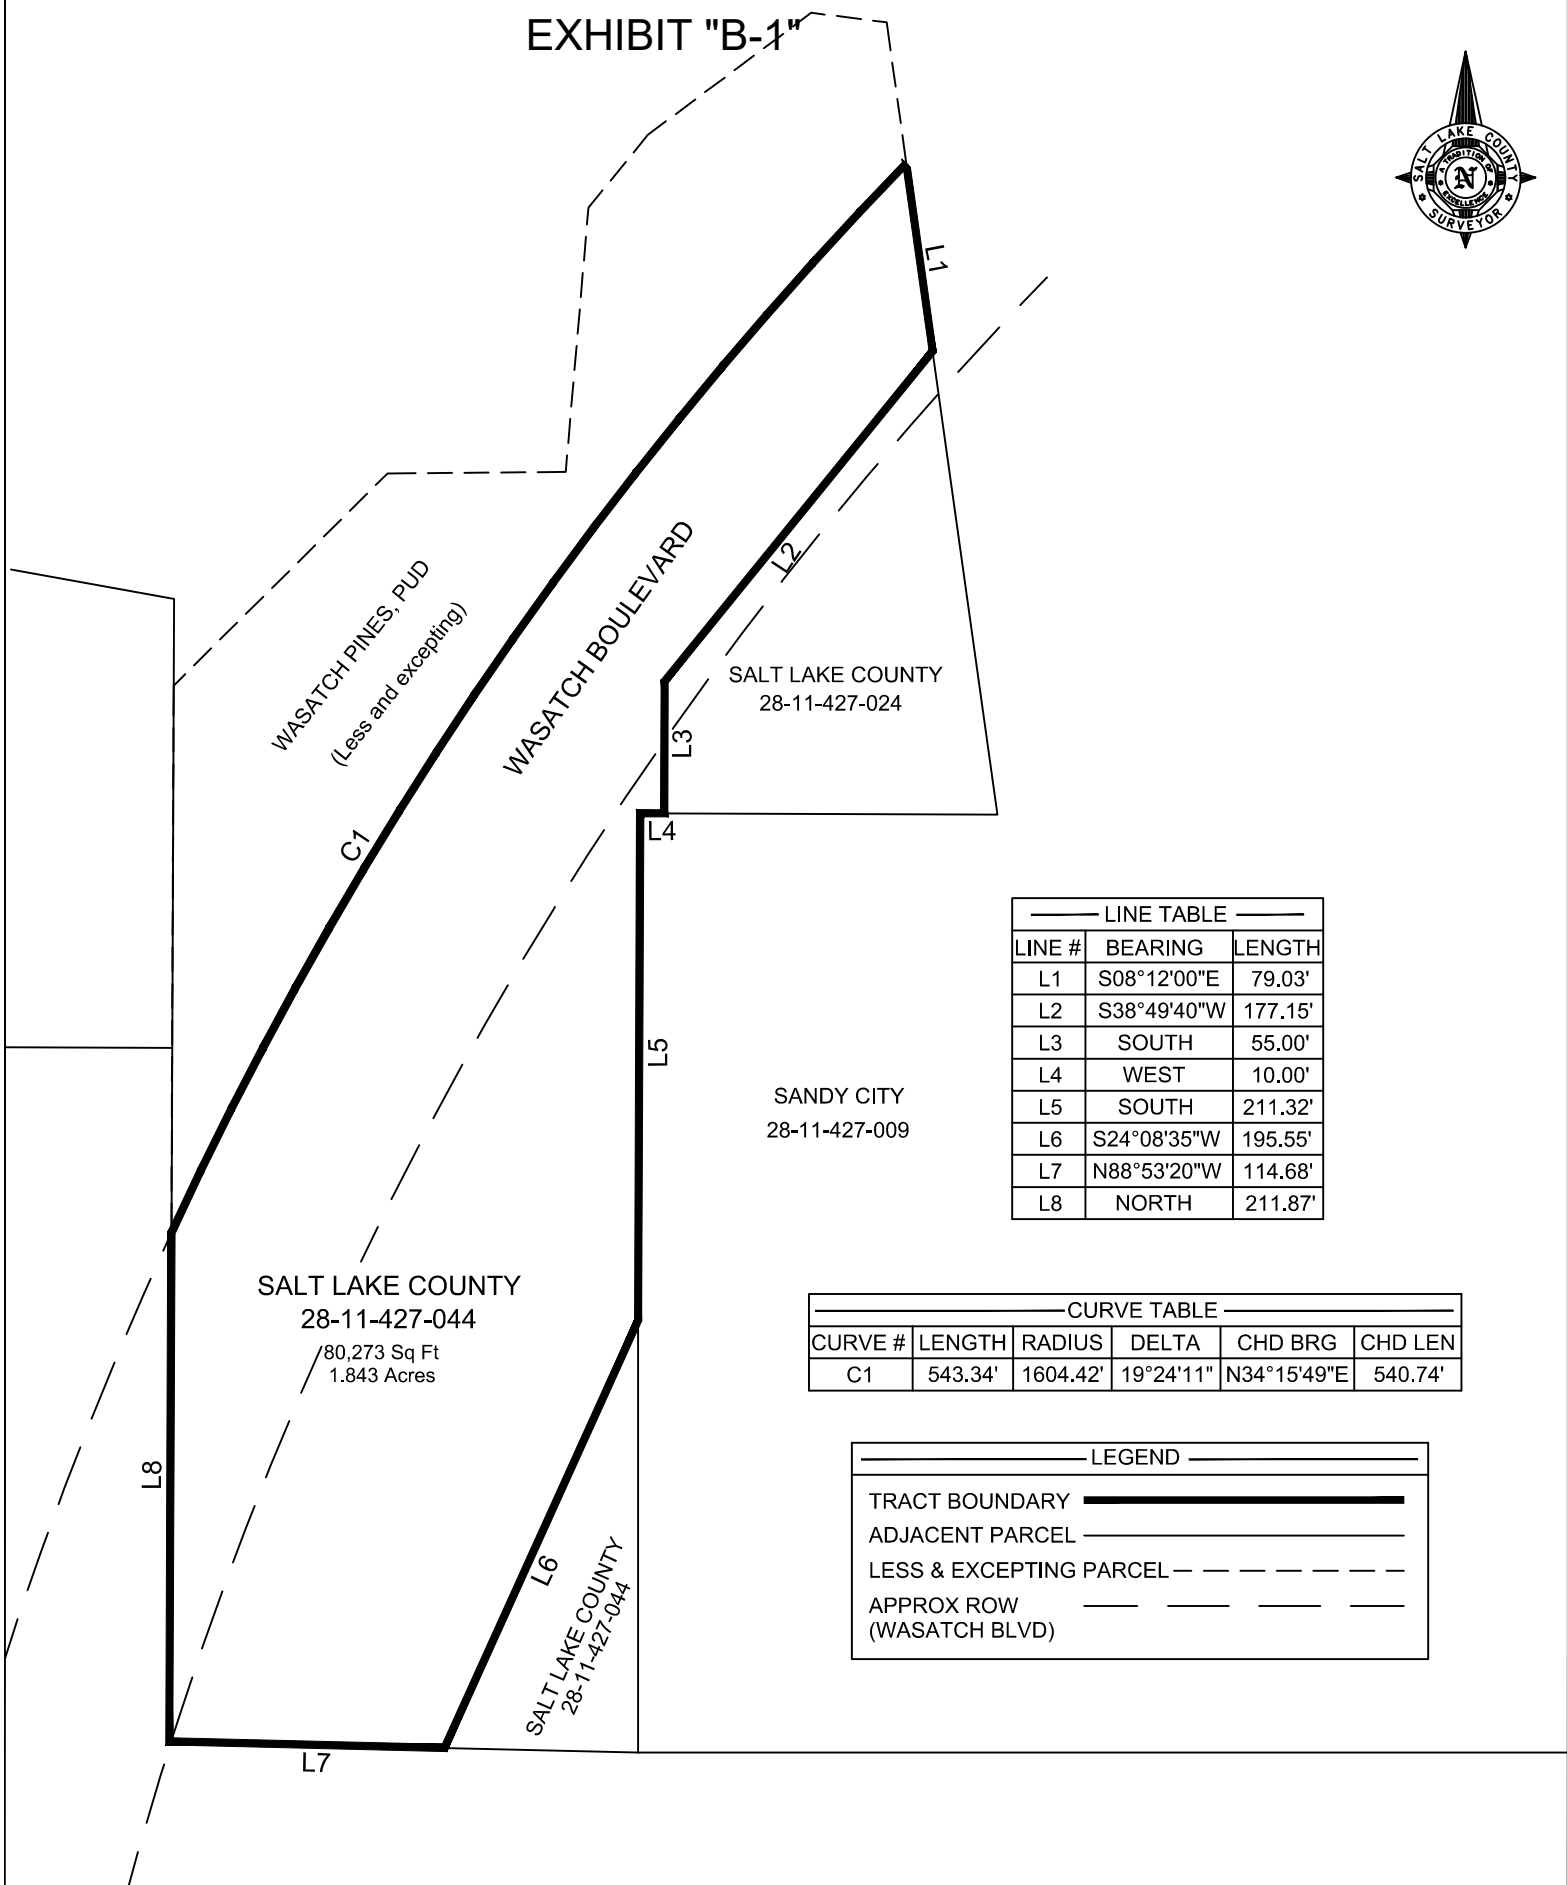 EXHIBIT "B-1"
SALT LAKE COUNTY
A TRADITION OF
N
EXCELLENCE
SURVEYOR
L1
L2
WASATCH PINES, PUD
(Less and excepting)
WASATCH BOULEVARD
SALT LAKE COUNTY
28-11-427-024
L3
L4
C1
L5
SANDY CITY
28-11-427-009
LINE TABLE
LINE # BEARING LENGTH
L1 S08°12'00"E 79.03'
L2 S38°49'40"W 177.15'
L3 SOUTH 55.00'
L4 WEST 10.00'
L5 SOUTH 211.32'
L6 S24°08'35"W 195.55'
L7 N88°53'20"W 114.68'
L8 NORTH 211.87'
SALT LAKE COUNTY
28-11-427-044
80,273 Sq Ft
1.843 Acres
CURVE TABLE
CURVE # LENGTH RADIUS DELTA CHD BRG CHD LEN
C1 543.34' 1604.42' 19°24'11" N34°15'49"E 540.74'
L8
L6
SALT LAKE COUNTY
28-11-427-044
L7
LEGEND
TRACT BOUNDARY
ADJACENT PARCEL
LESS & EXCEPTING PARCEL
APPROX ROW
(WASATCH BLVD)